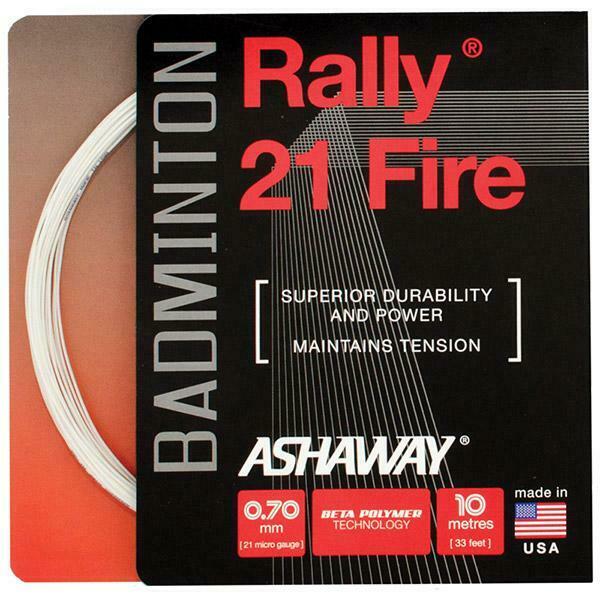 BADMINTON
Rally®
21 Fire
SUPERIOR DURABILITY
AND POWER
MAINTAINS TENSION
ASHAWAY®
0.70
mm
[ 21 micro gauge ]
BETA POLYMER
TECHNOLOGY
10
metres
[ 33 feet ]
made in
USA